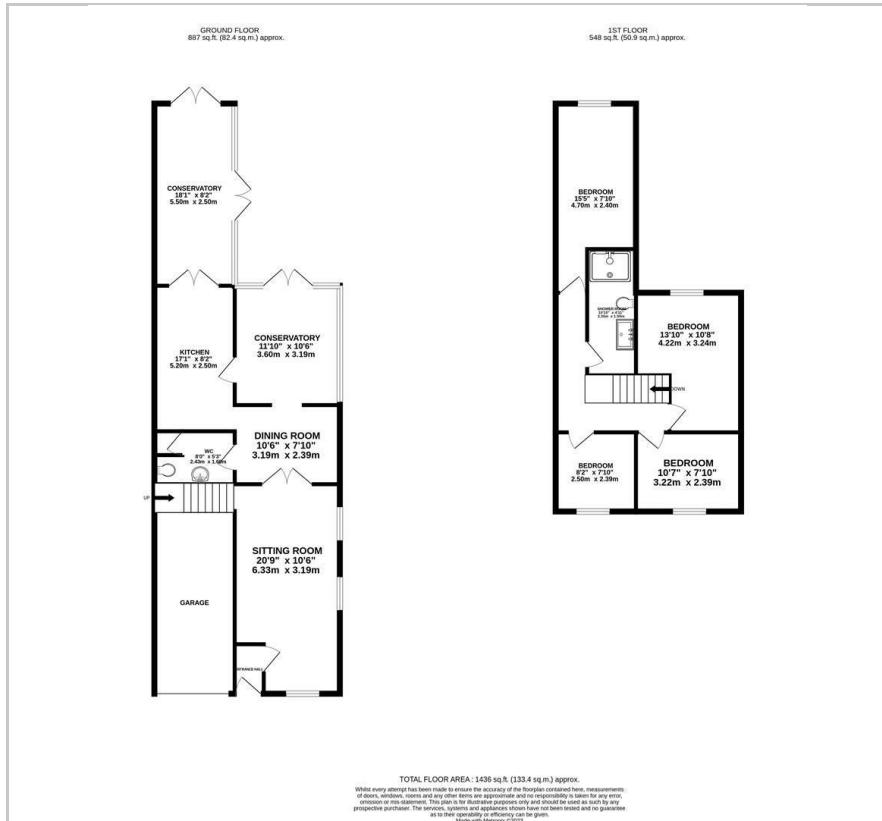 GROUND FLOOR
887 sq.ft. (82.4 sq.m.) approx.
1ST FLOOR
548 sq.ft. (50.9 sq.m.) approx.
CONSERVATORY
18'1" x 8'2"
5.50m x 2.50m
KITCHEN
17'1" x 8'2"
5.20m x 2.50m
CONSERVATORY
11'10" x 10'6"
3.60m x 3.19m
DINING ROOM
10'6" x 7'10"
3.19m x 2.39m
WC
8'0" x 5'3"
2.43m x
UP
SITTING ROOM
20'9" x 10'6"
6.33m x 3.19m
GARAGE
ENTRANCE HALL
BEDROOM
15'5" x 7'10"
4.70m x 2.40m
SHOWER ROOM
BEDROOM
13'10" x 10'8"
4.22m x 3.24m
DOWN
BEDROOM
8'2" x 7'10"
2.50m x 2.39m
BEDROOM
10'7" x 7'10"
3.22m x 2.39m
TOTAL FLOOR AREA : 1436 sq.ft. (133.4 sq.m.) approx.
Whilst every attempt has been made to ensure the accuracy of the floorplan contained here, measurements
of doors, windows, rooms and any other items are approximate and no responsibility is taken for any error,
omission or mis-statement. This plan is for illustrative purposes only and should be used as such by any
prospective purchaser. The services, systems and appliances shown have not been tested and no guarantee
as to their operability or efficiency can be given.
Made with Metropix ©2023